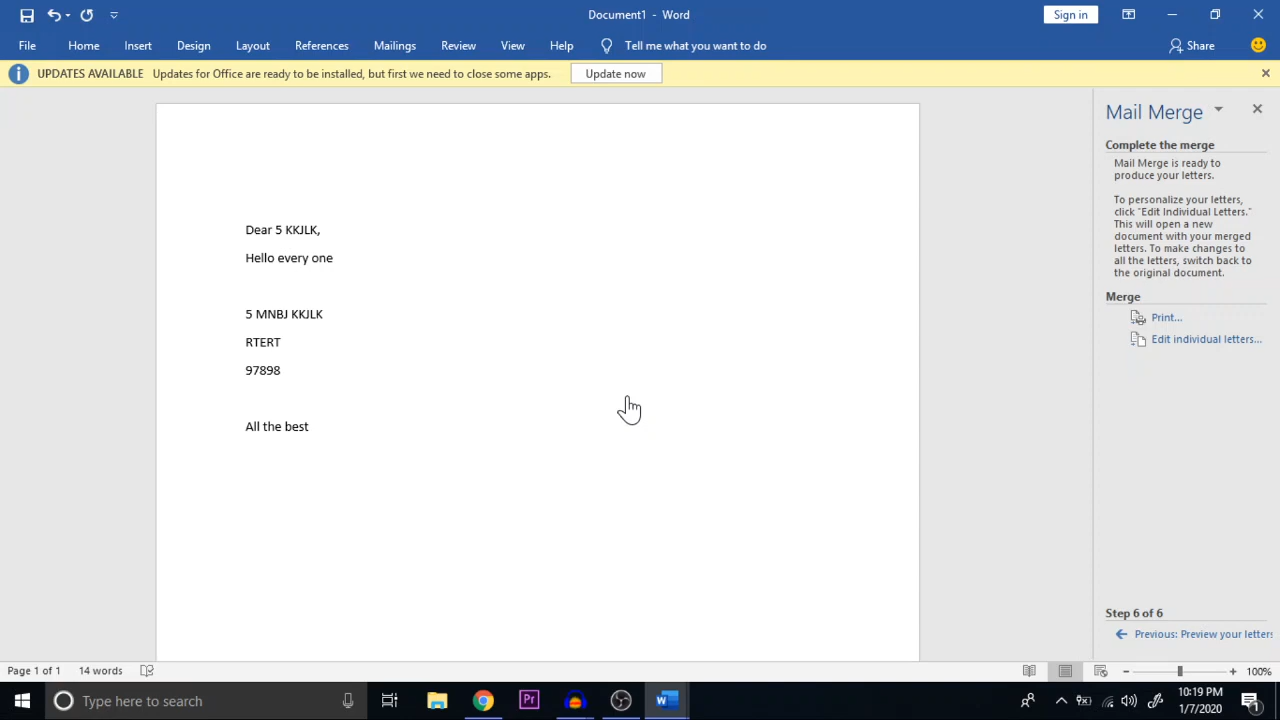 Document1 - Word
Sign in
File Home Insert Design Layout References Mailings Review View Help Tell me what you want to do Share
UPDATES AVAILABLE Updates for Office are ready to be installed, but first we need to close some apps. Update now
Mail Merge
Complete the merge
Mail Merge is ready to
produce your letters.
To personalize your letters,
click "Edit Individual Letters."
This will open a new
document with your merged
letters. To make changes to
all the letters, switch back to
the original document.
Merge
Print...
Edit individual letters...
Step 6 of 6
Previous: Preview your letters
Dear 5 KKJLK,
Hello every one
5 MNBJ KKJLK
RTERT
97898
All the best
Page 1 of 1 14 words 100%
Type here to search
Pr
10:19 PM
1/7/2020
1